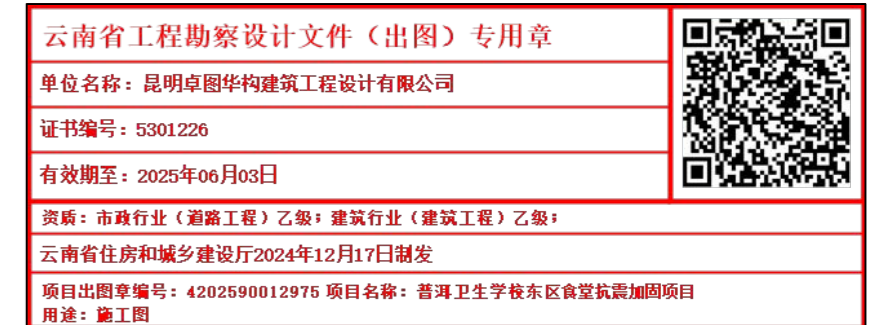 云南省工程勘察设计文件（出图）专用章
单位名称：昆明卓图华构建筑工程设计有限公司
证书编号：5301226
有效期至：2025年06月03日
资质：市政行业（道路工程）乙级；建筑行业（建筑工程）乙级；
云南省住房和城乡建设厅2024年12月17日制发
项目出图章编号：4202590012975 项目名称：普洱卫生学校东区食堂抗震加固项目
用途：施工图